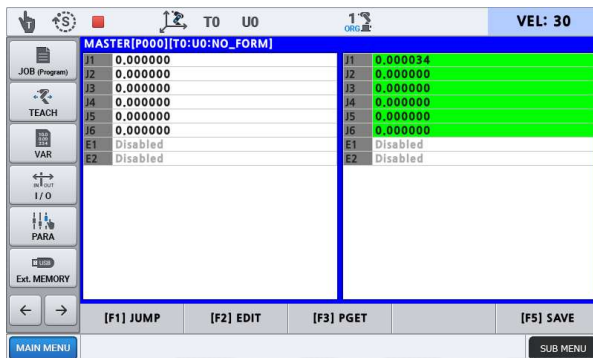 S T0 U0 ORG VEL: 30
MASTER[P000][T0:U0:NO_FORM]
J1 0,000000 J1 0,000034
J2 0,000000 J2 0,000000
J3 0,000000 J3 0,000000
J4 0,000000 J4 0,000000
J5 0,000000 J5 0,000000
J6 0,000000 J6 0,000000
E1 Disabled E1 Disabled
E2 Disabled E2 Disabled
JOB (Program)
TEACH
VAR
IN OUT
I/O
PARA
USB
Ext. MEMORY
[F1] JUMP [F2] EDIT [F3] PGET [F5] SAVE
MAIN MENU SUB MENU